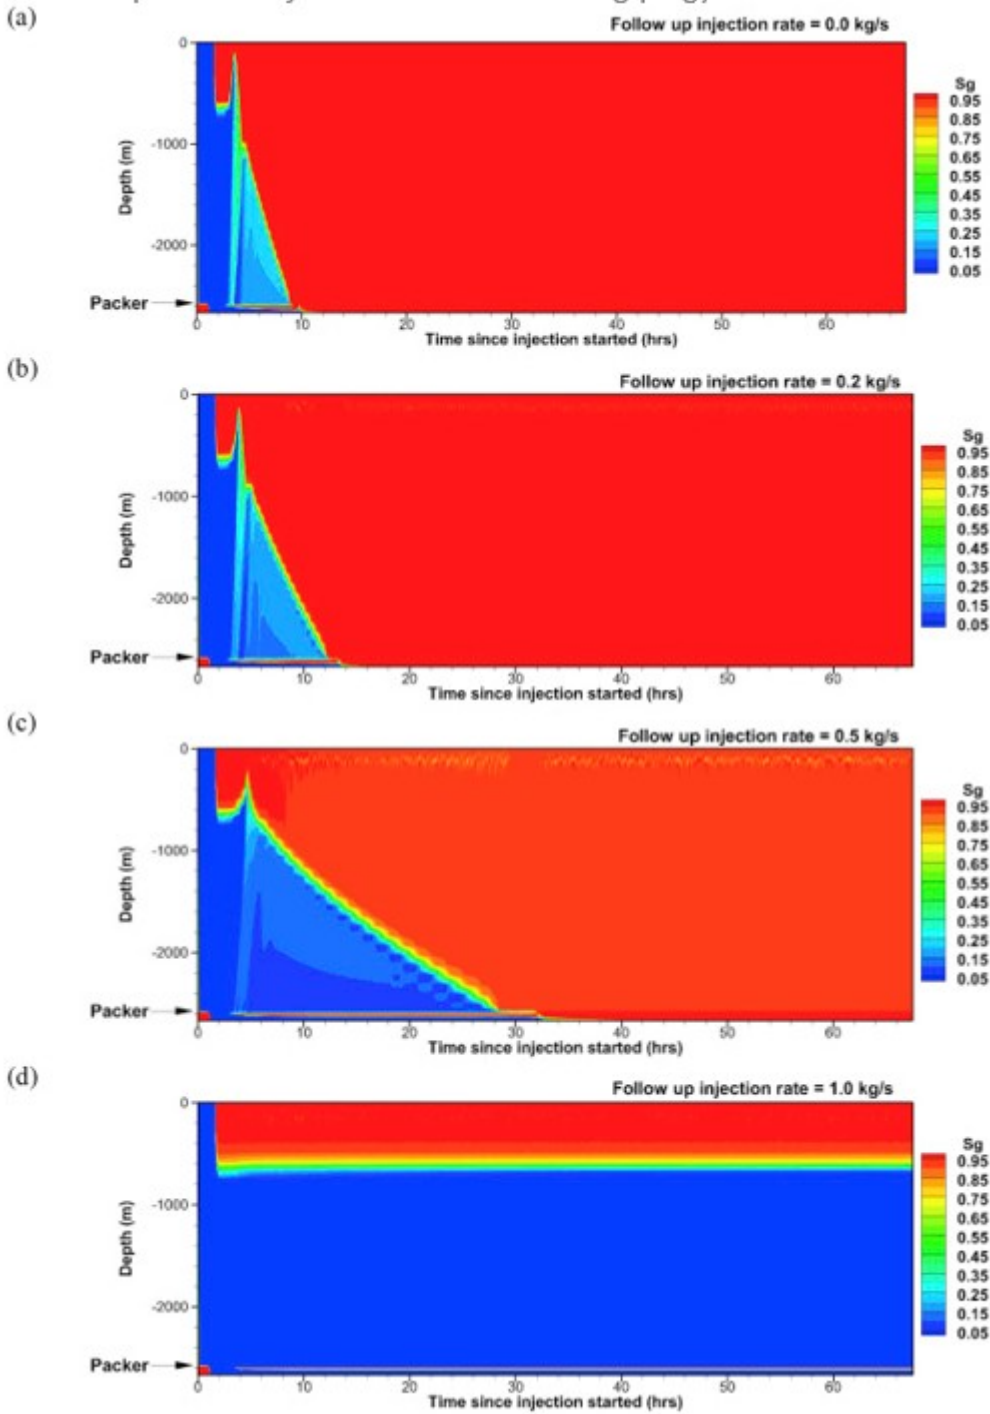 (a)
Follow up injection rate = 0.0 kg/s
0
-1000
-2000
Depth (m)
Packer
0 10 20 30 40 50 60
Time since injection started (hrs)
Sg
0.95
0.85
0.75
0.65
0.55
0.45
0.35
0.25
0.15
0.05
(b)
Follow up injection rate = 0.2 kg/s
0
-1000
-2000
Depth (m)
Packer
0 10 20 30 40 50 60
Time since injection started (hrs)
Sg
0.95
0.85
0.75
0.65
0.55
0.45
0.35
0.25
0.15
0.05
(c)
Follow up injection rate = 0.5 kg/s
0
-1000
-2000
Depth (m)
Packer
0 10 20 30 40 50 60
Time since injection started (hrs)
Sg
0.95
0.85
0.75
0.65
0.55
0.45
0.35
0.25
0.15
0.05
(d)
Follow up injection rate = 1.0 kg/s
0
-1000
-2000
Depth (m)
Packer
0 10 20 30 40 50 60
Time since injection started (hrs)
Sg
0.95
0.85
0.75
0.65
0.55
0.45
0.35
0.25
0.15
0.05